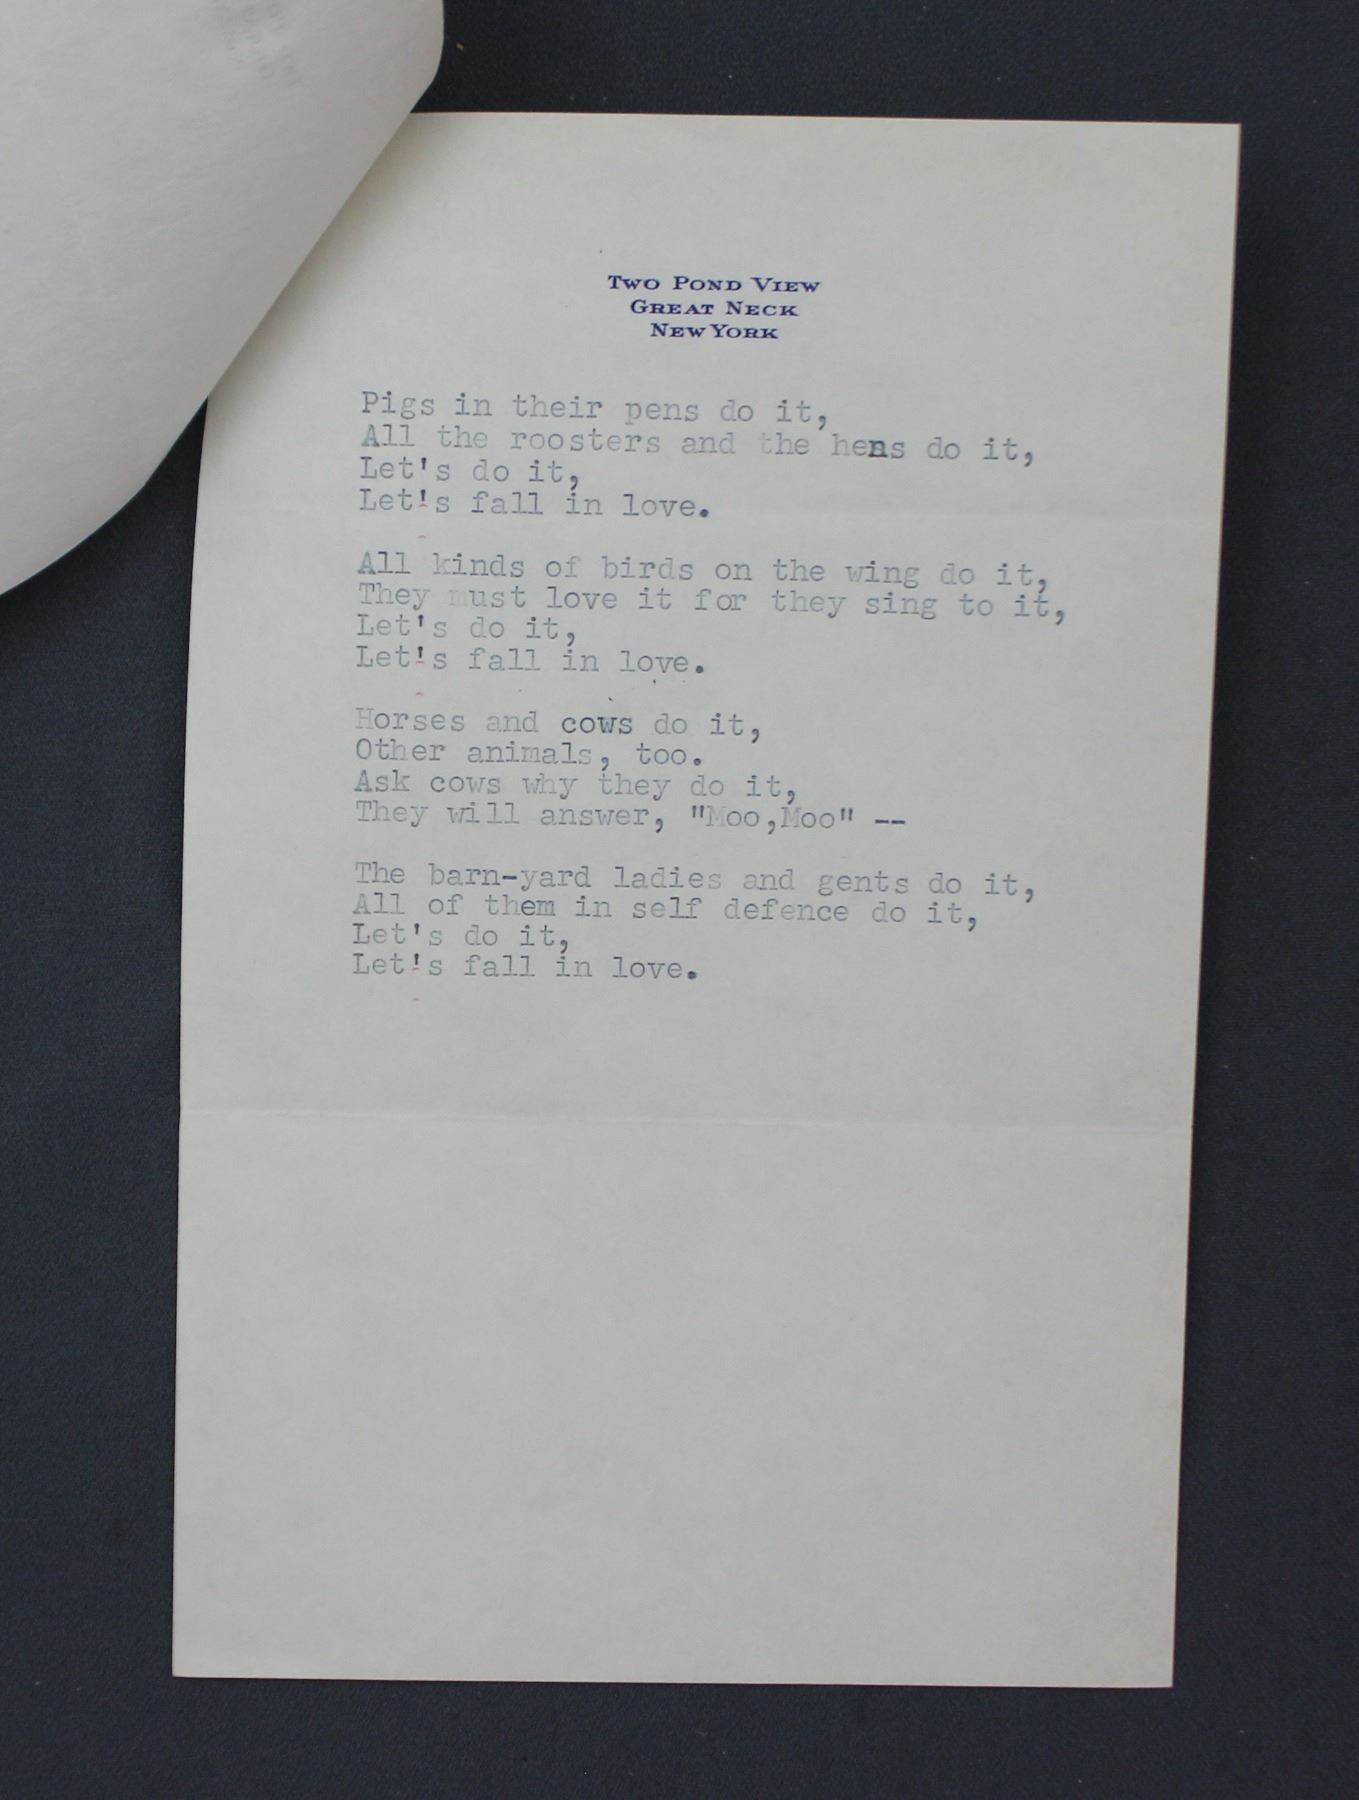 Two Pond View
Great Neck
New York
Pigs in their pens do it,
All the roosters and the hens do it,
Let's do it,
Let's fall in love.
All kinds of birds on the wing do it,
They must love it for they sing to it,
Let's do it,
Let's fall in love.
Horses and cows do it,
Other animals, too.
Ask cows why they do it,
They will answer, "Moo,Moo" --
The barn-yard ladies and gents do it,
All of them in self defence do it,
Let's do it,
Let's fall in love.